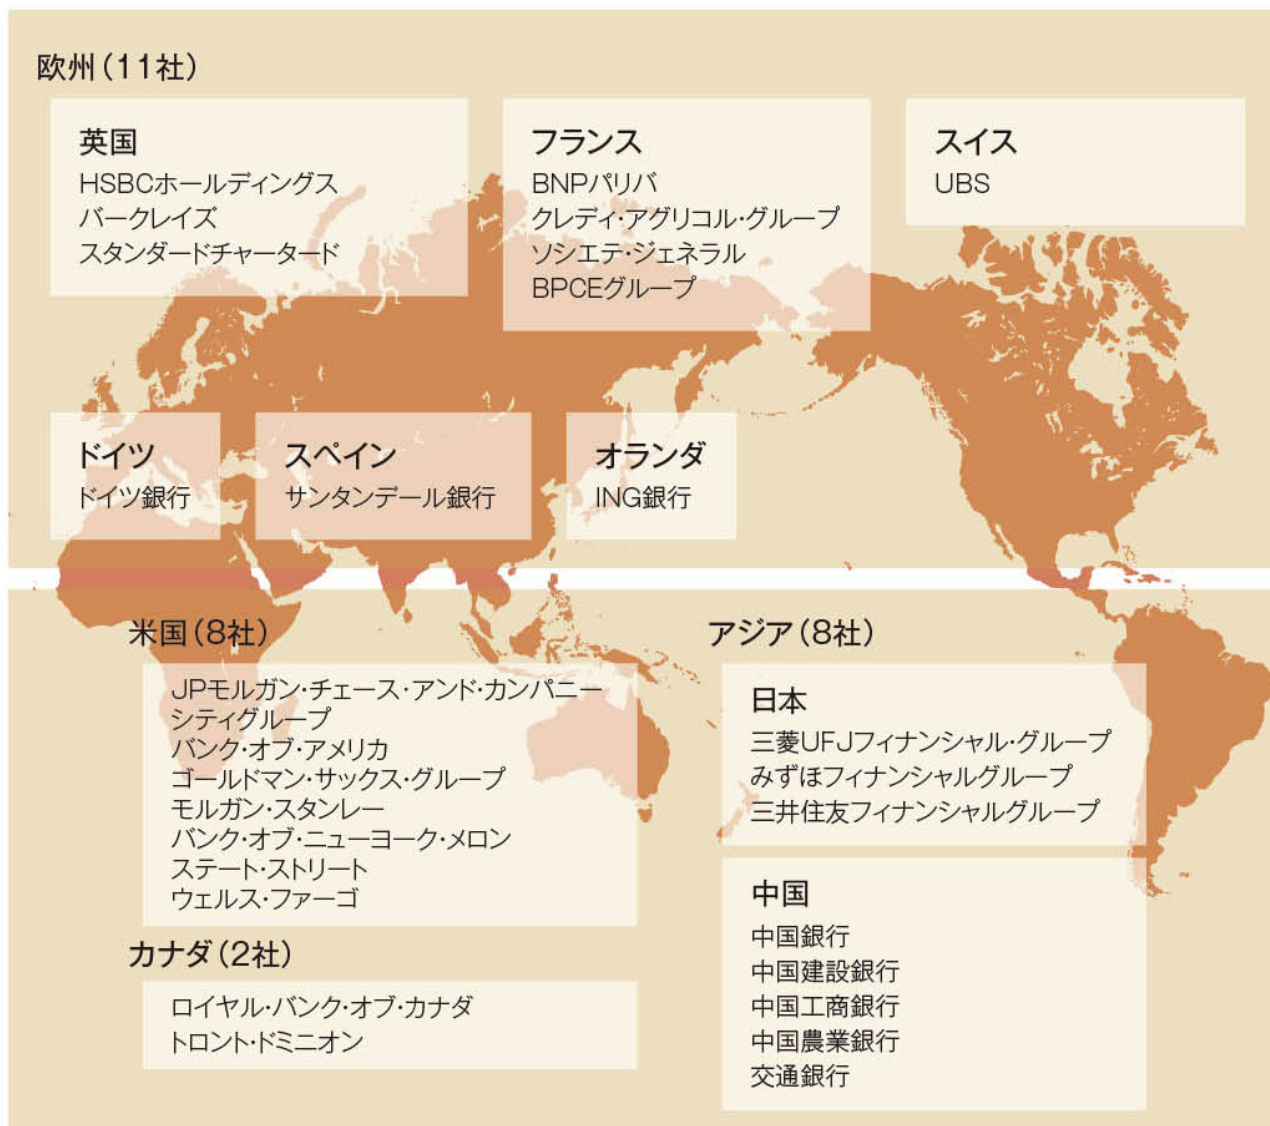 欧州（11社）
英国
HSBCホールディングス
バークレイズ
スタンダードチャータード
フランス
BNPパリバ
クレディ・アグリコル・グループ
ソシエテ・ジェネラル
BPCEグループ
スイス
UBS
ドイツ
ドイツ銀行
スペイン
サンタンデール銀行
オランダ
ING銀行
米国（8社）
JPモルガン・チェース・アンド・カンパニー
シティグループ
バンク・オブ・アメリカ
ゴールドマン・サックス・グループ
モルガン・スタンレー
バンク・オブ・ニューヨーク・メロン
ステート・ストリート
ウェルス・ファーゴ
カナダ（2社）
ロイヤル・バンク・オブ・カナダ
トロント・ドミニオン
アジア（8社）
日本
三菱UFJフィナンシャル・グループ
みずほフィナンシャルグループ
三井住友フィナンシャルグループ
中国
中国銀行
中国建設銀行
中国工商銀行
中国農業銀行
交通銀行